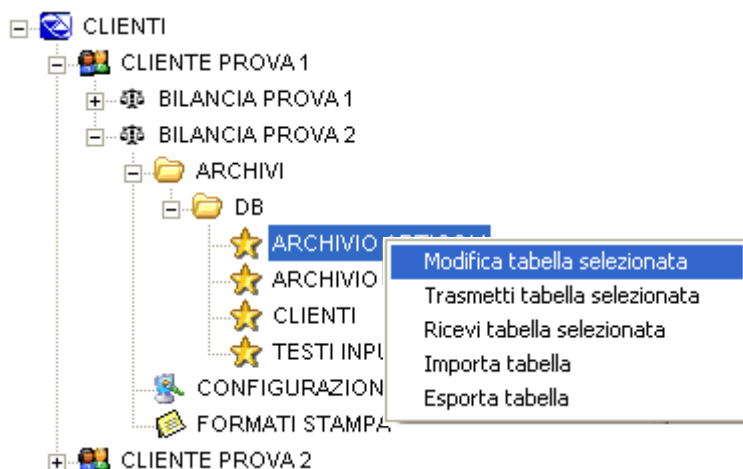 CLIENTI
CLIENTE PROVA 1
BILANCIA PROVA 1
BILANCIA PROVA 2
ARCHIVI
DB
ARCHIVIO
ARCHIVIO
CLIENTI
TESTI
CONFIGURAZION
FORMATI STAMPA
CLIENTE PROVA 2
Modifica tabella selezionata
Trasmetti tabella selezionata
Ricevi tabella selezionata
Importa tabella
Esporta tabella